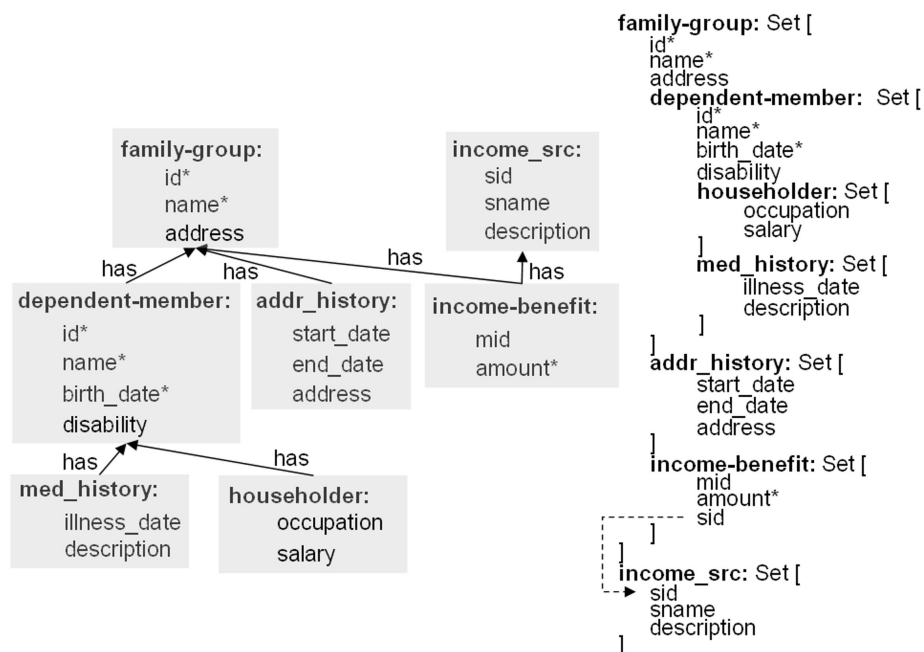 family-group:
id*
name*
address
income_src:
sid
sname
description
has
has
has
has
dependent-member:
id*
name*
birth_date*
disability
addr_history:
start_date
end_date
address
income-benefit:
mid
amount*
has
has
med_history:
illness_date
description
householder:
occupation
salary
family-group: Set [
id*
name*
address
dependent-member: Set [
id*
name*
birth_date*
disability
householder: Set [
occupation
salary
]
med_history: Set [
illness_date
description
]
]
addr_history: Set [
start_date
end_date
address
]
income-benefit: Set [
mid
amount*
sid
]
]
income_src: Set [
sid
sname
description
]